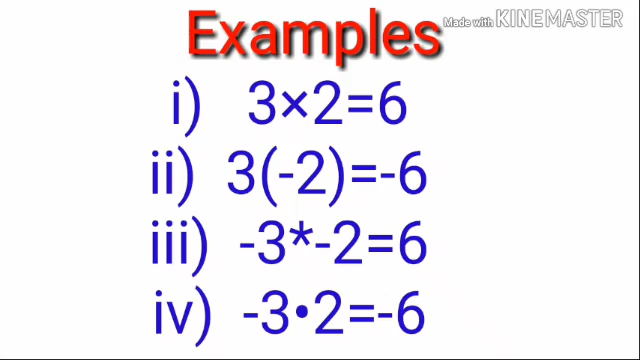 Examples
Made with KINEMASTER
i) 3×2=6
ii) 3(-2)=-6
iii) -3*-2=6
iv) -3•2=-6